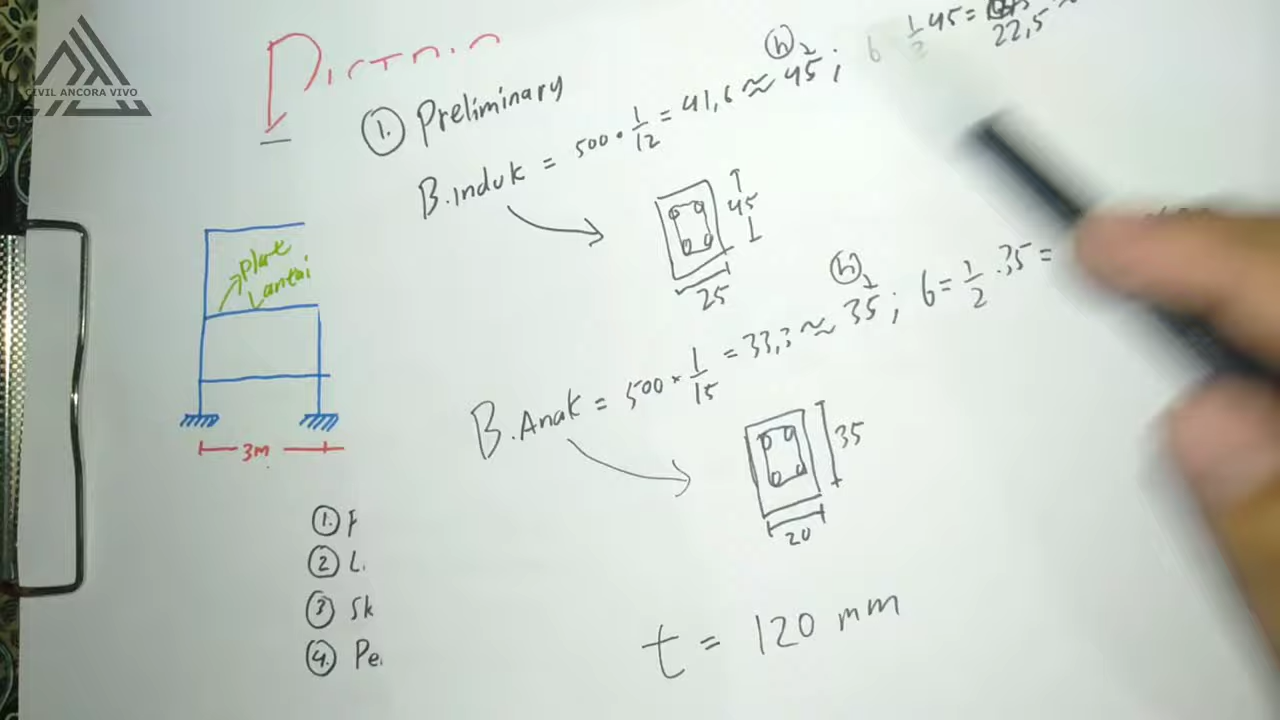 CIVIL ANCORA VIVO
① Preliminary
B.Induk = 500 · 1/12 = 41,6 ≈ 45 ; b 1/2 45 =
(h)
22,5
45
25
Plat
Lantai
(h)
B.Anak = 500 × 1/15 = 33,3 ≈ 35 ; b = 1/2 . 35 =
35
20
3m
①
② L.
③ Sk
④ Pe.
t = 120 mm